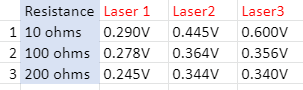 Resistance Laser 1 Laser2 Laser3
1 10 ohms 0.290V 0.445V 0.600V
2 100 ohms 0.278V 0.364V 0.356V
3 200 ohms 0.245V 0.344V 0.340V